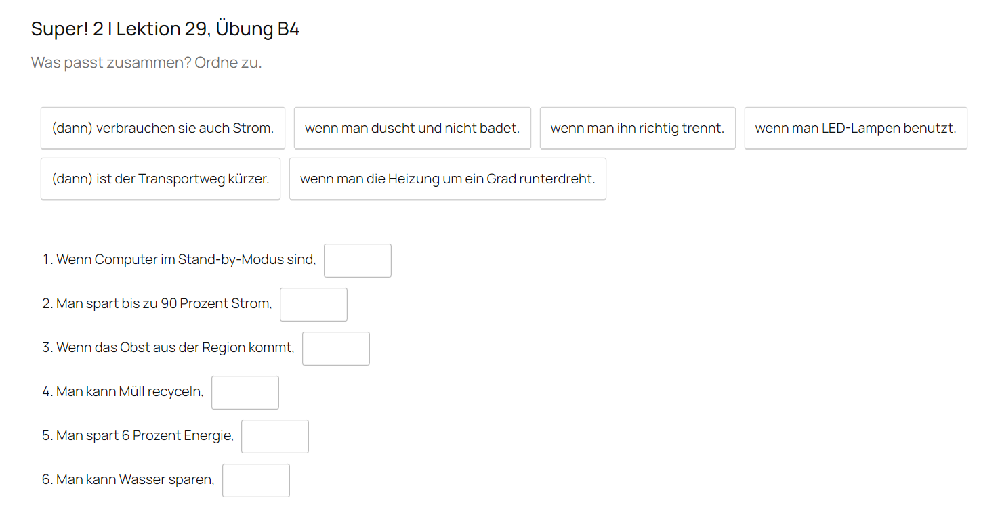 Super! 2 I Lektion 29, Übung B4
Was passt zusammen? Ordne zu.
(dann) verbrauchen sie auch Strom. wenn man duscht und nicht badet. wenn man ihn richtig trennt. wenn man LED-Lampen benutzt.
(dann) ist der Transportweg kürzer. wenn man die Heizung um ein Grad runterdreht.
1. Wenn Computer im Stand-by-Modus sind,
2. Man spart bis zu 90 Prozent Strom,
3. Wenn das Obst aus der Region kommt,
4. Man kann Müll recyceln,
5. Man spart 6 Prozent Energie,
6. Man kann Wasser sparen,